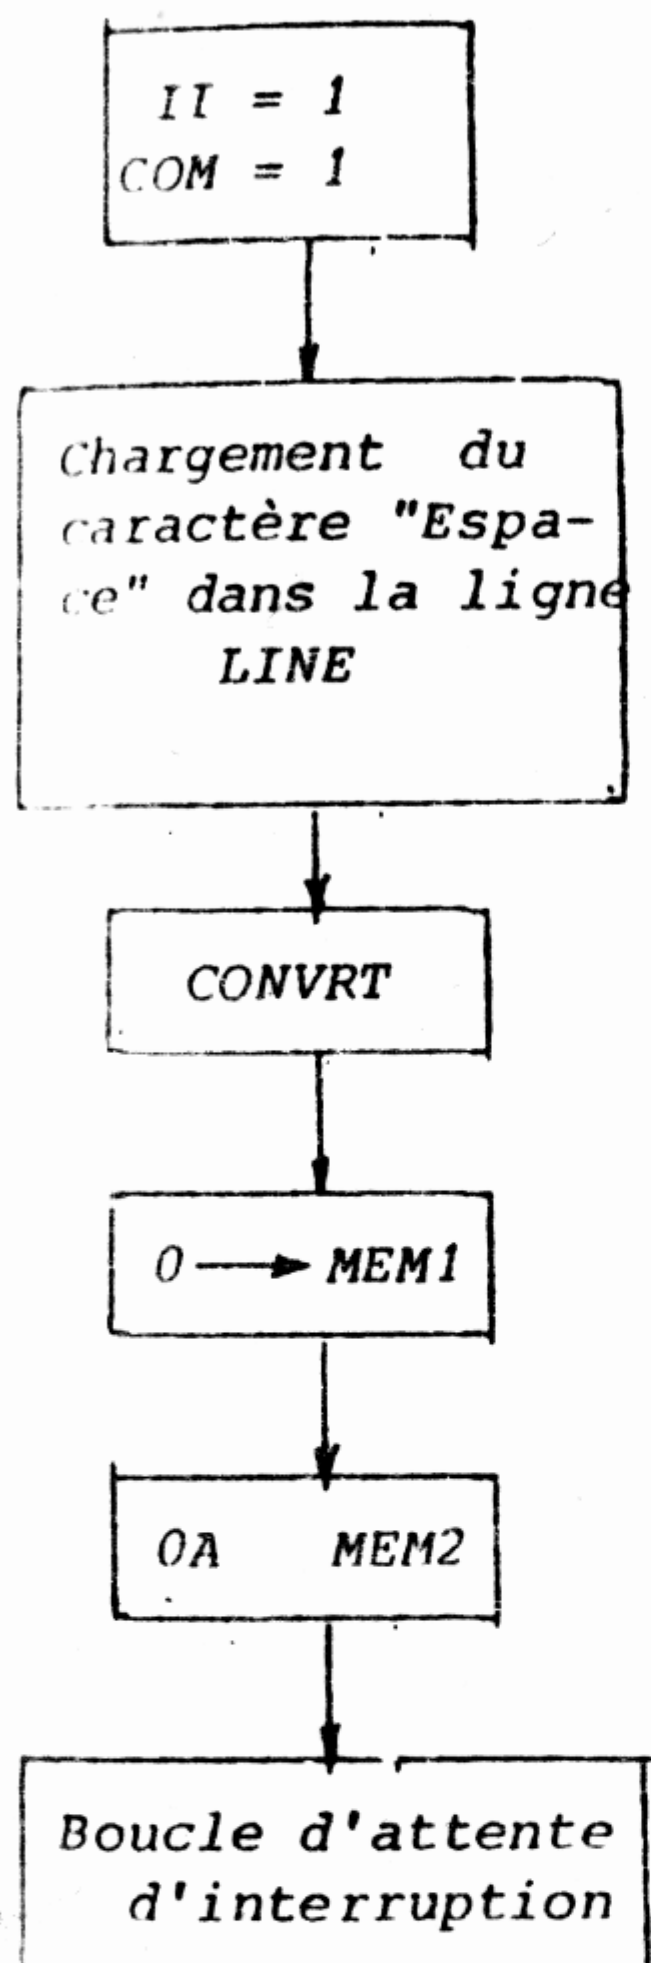 II = 1
COM = 1
Chargement du
caractère "Espa-
ce" dans la ligne
LINE
CONVRT
0 → MEM1
0A MEM2
Boucle d'attente
d'interruption